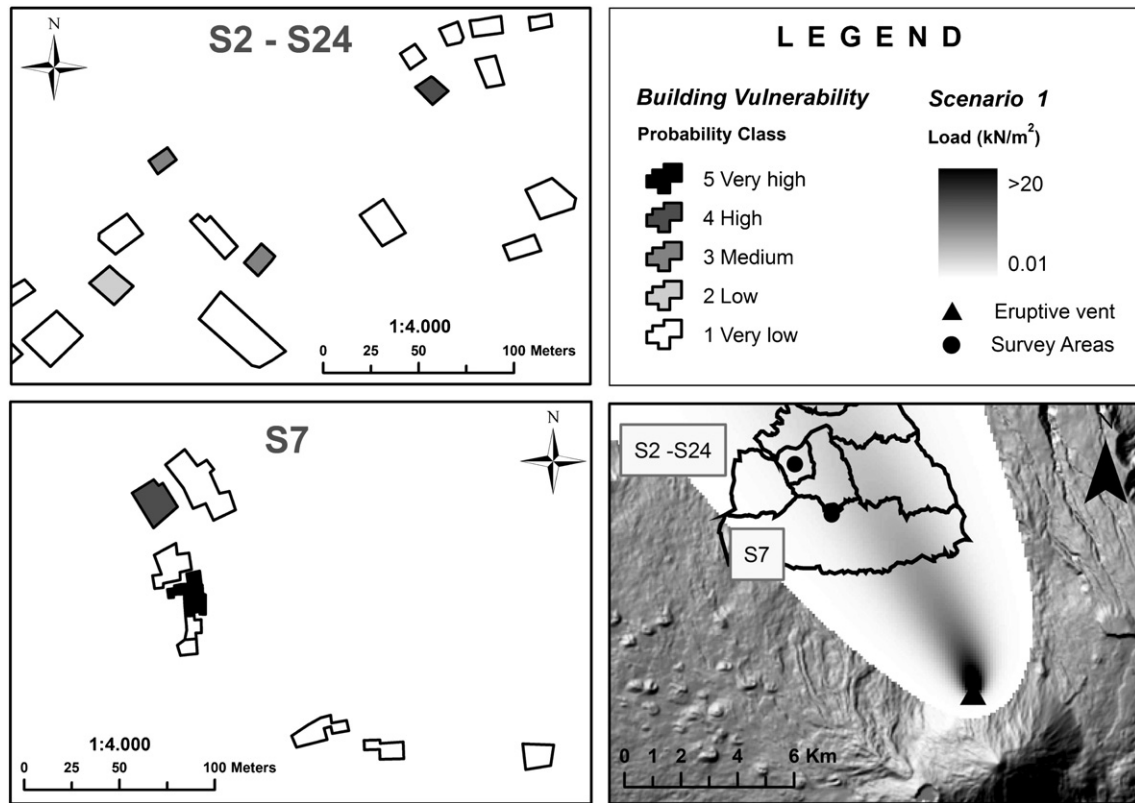 N
S2 - S24
1:4.000
0 25 50 100 Meters
LEGEND
Building Vulnerability
Probability Class
5 Very high
4 High
3 Medium
2 Low
1 Very low
Scenario 1
Load (kN/m²)
>20
0.01
Eruptive vent
Survey Areas
S7
N
1:4.000
0 25 50 100 Meters
N
S2 -S24
S7
0 1 2 4 6 Km